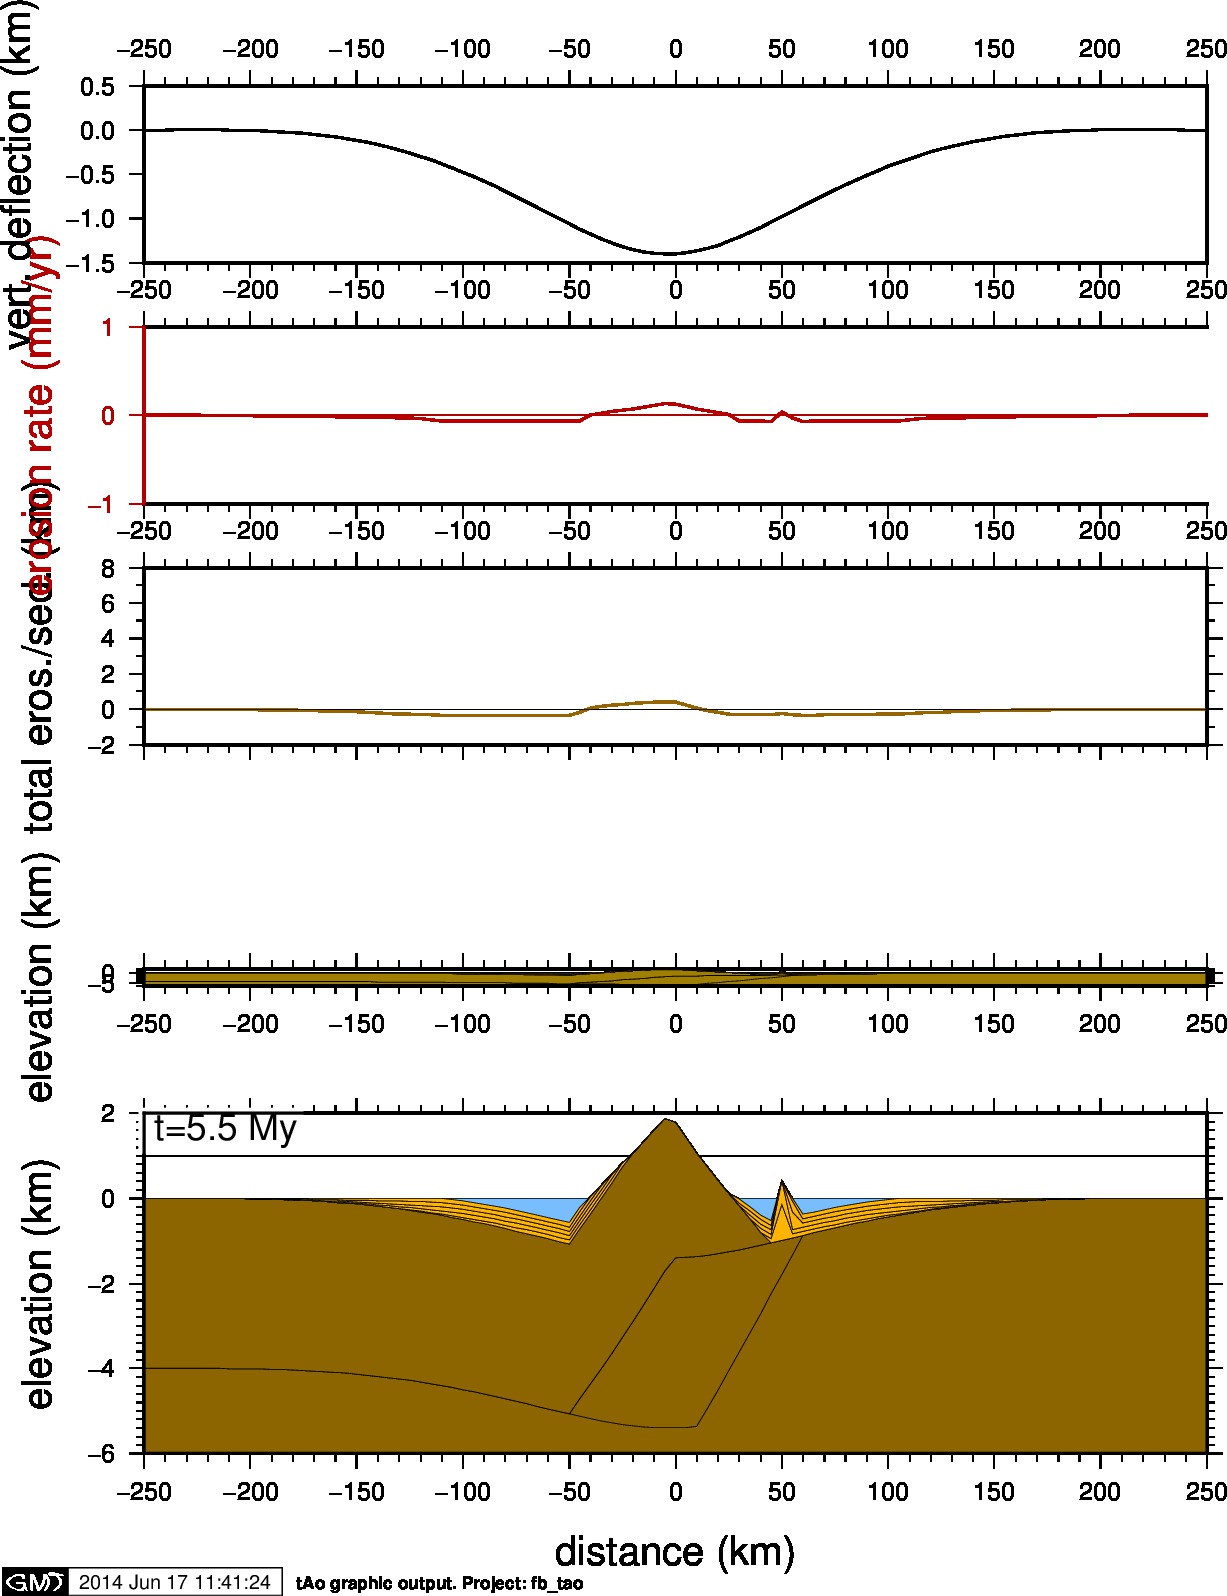 −250 −200 −150 −100 −50 0 50 100 150 200 250
vert. deflection (km)
0.5
0.0
−0.5
−1.0
−1.5
−250 −200 −150 −100 −50 0 50 100 150 200 250
erosion rate (mm/yr)
1
0
−1
−250 −200 −150 −100 −50 0 50 100 150 200 250
total eros./sed. (km)
8
6
4
2
0
−2
elevation (km)
0
−5
−250 −200 −150 −100 −50 0 50 100 150 200 250
elevation (km)
t=5.5 My
2
0
−2
−4
−6
−250 −200 −150 −100 −50 0 50 100 150 200 250
distance (km)
GMT 2014 Jun 17 11:41:24 tAo graphic output. Project: fb_tao